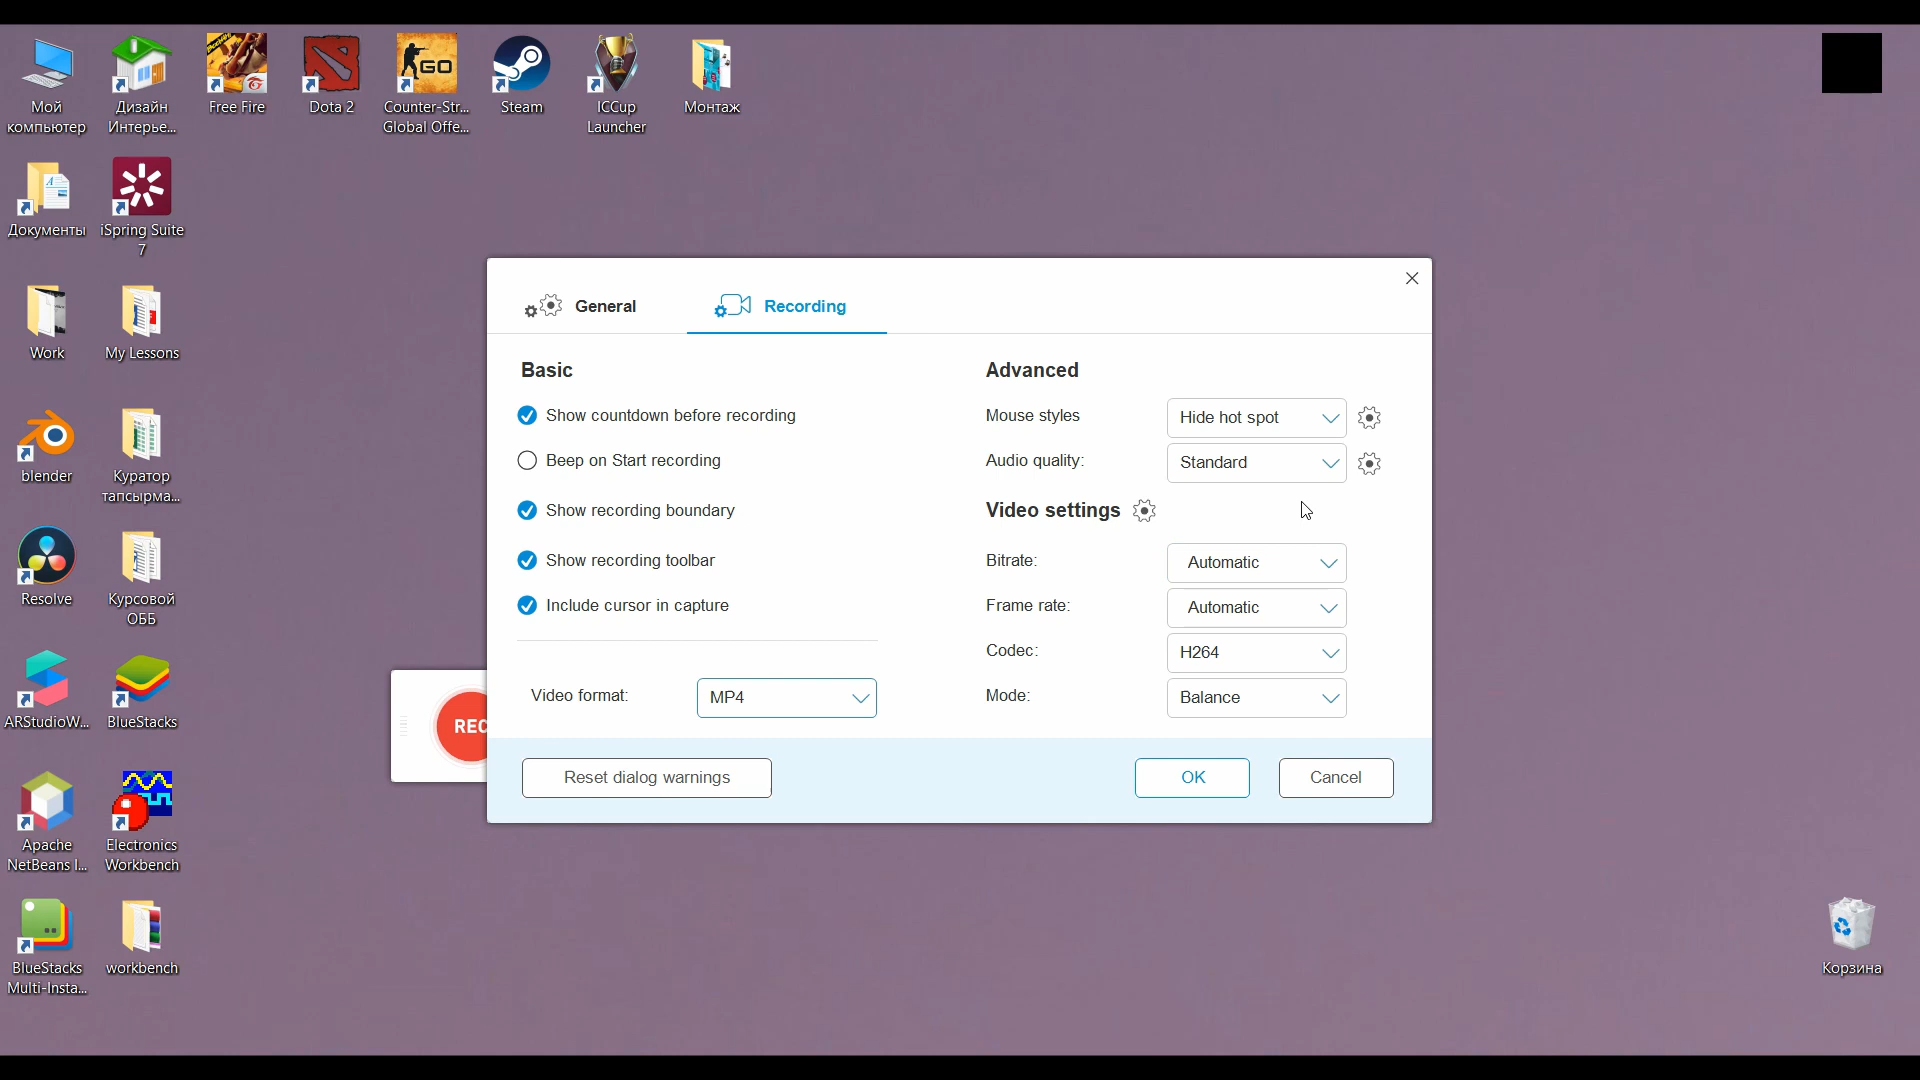 Мой
компьютер
Дизайн
Интерье...
Free Fire
Dota 2
GO
Counter-Str...
Global Offe...
Steam
ICCup
Launcher
Монтаж
Документы
iSpring Suite
7
Work
My Lessons
blender
Куратор
тапсырма...
Resolve
Курсовой
ОББ
ARStudioW...
BlueStacks
Apache
NetBeans I...
Electronics
Workbench
BlueStacks
Multi-Insta...
workbench
Корзина
REC
General
Recording
Basic
Show countdown before recording
Beep on Start recording
Show recording boundary
Show recording toolbar
Include cursor in capture
Video format:
MP4
Advanced
Mouse styles
Hide hot spot
Audio quality:
Standard
Video settings
Bitrate:
Automatic
Frame rate:
Automatic
Codec:
H264
Mode:
Balance
Reset dialog warnings
OK
Cancel